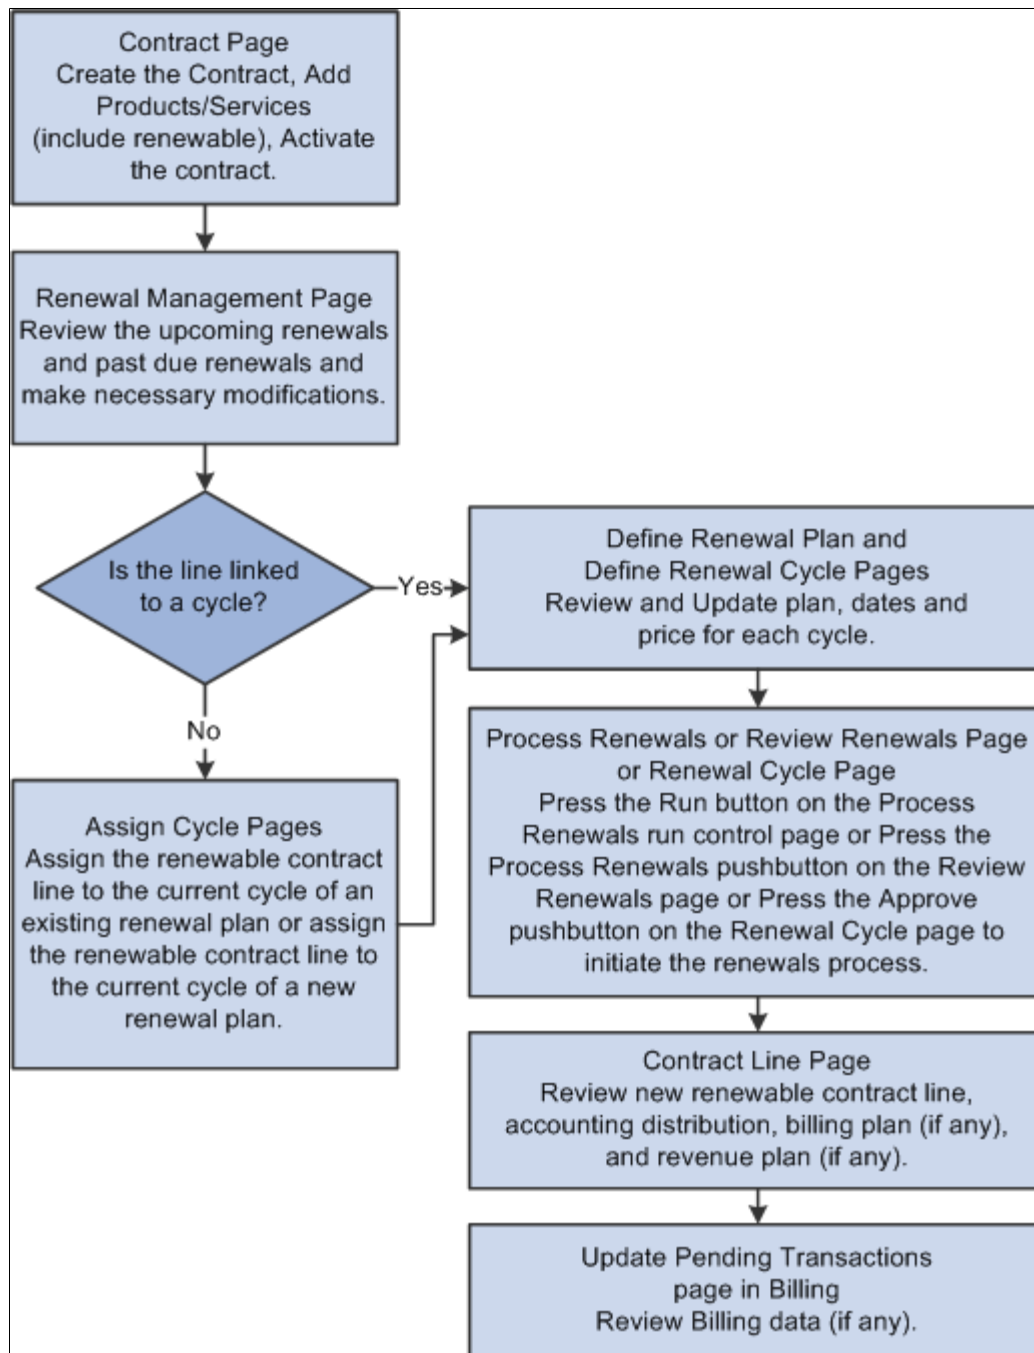 Contract Page
Create the Contract, Add
Products/Services
(include renewable), Activate
the contract.
Renewal Management Page
Review the upcoming renewals
and past due renewals and
make necessary modifications.
Is the line linked
to a cycle?
Yes
No
Assign Cycle Pages
Assign the renewable contract
line to the current cycle of an
existing renewal plan or assign
the renewable contract line to
the current cycle of a new
renewal plan.
Define Renewal Plan and
Define Renewal Cycle Pages
Review and Update plan, dates and
price for each cycle.
Process Renewals or Review Renewals Page
or Renewal Cycle Page
Press the Run button on the Process
Renewals run control page or Press the
Process Renewals pushbutton on the Review
Renewals page or Press the Approve
pushbutton on the Renewal Cycle page to
initiate the renewals process.
Contract Line Page
Review new renewable contract line,
accounting distribution, billing plan (if any),
and revenue plan (if any).
Update Pending Transactions
page in Billing
Review Billing data (if any).